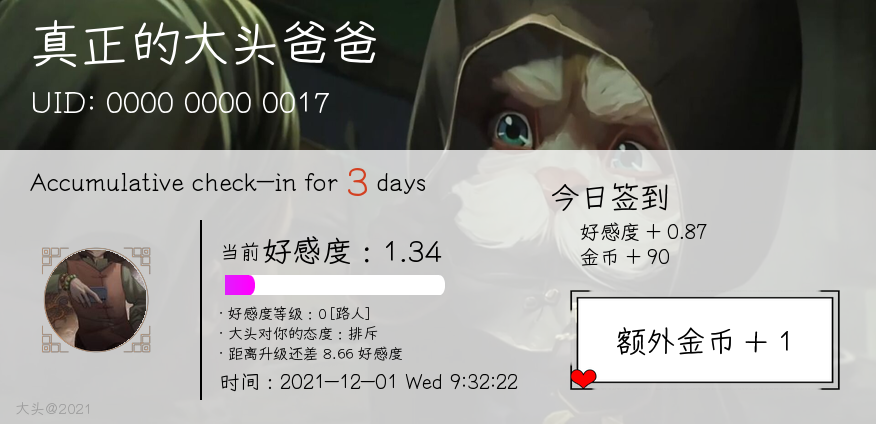 真正的大头爸爸
UID: 0000 0000 0017
Accumulative check-in for 3 days
今日签到
好感度 + 0.87
金币 + 90
当前好感度：1.34
· 好感度等级：0 [路人]
· 大头对你的态度：排斥
· 距离升级还差 8.66 好感度
时间：2021-12-01 Wed 9:32:22
额外金币 + 1
大头@2021